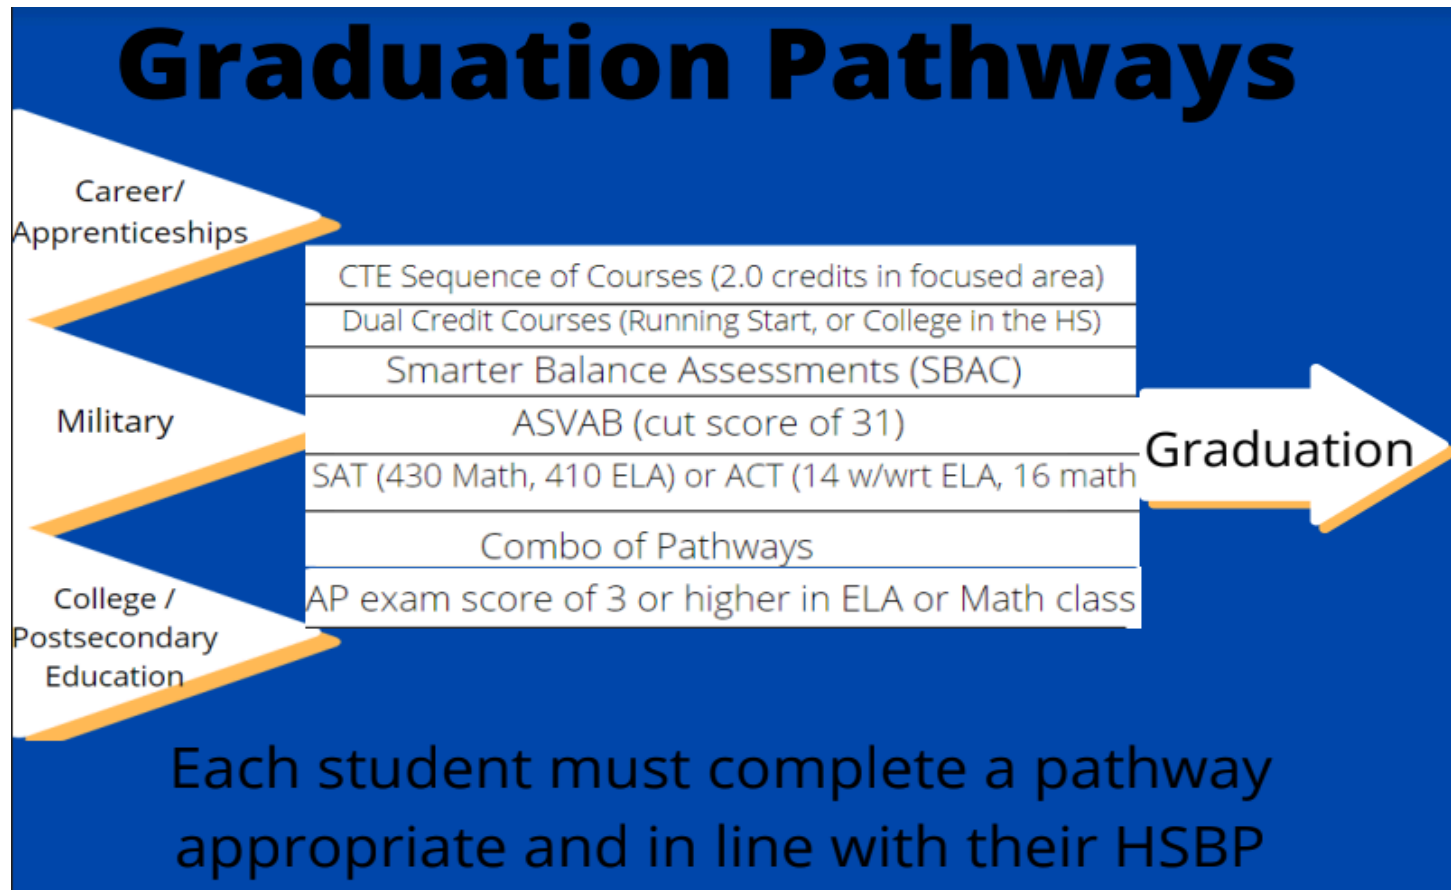 Graduation Pathways
Career/
Apprenticeships
Military
College /
Postsecondary
Education
CTE Sequence of Courses (2.0 credits in focused area)
Dual Credit Courses (Running Start, or College in the HS)
Smarter Balance Assessments (SBAC)
ASVAB (cut score of 31)
SAT (430 Math, 410 ELA) or ACT (14 w/wrt ELA, 16 math
Combo of Pathways
AP exam score of 3 or higher in ELA or Math class
Graduation
Each student must complete a pathway
appropriate and in line with their HSBP